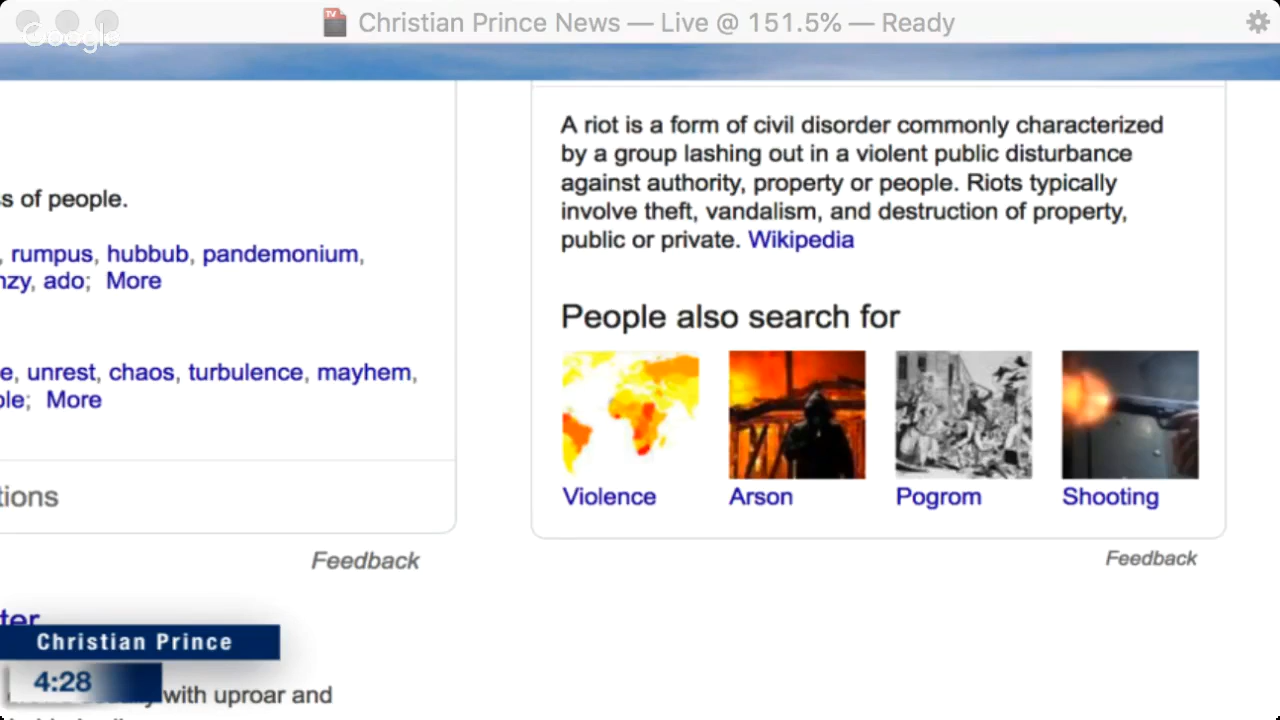 Christian Prince News — Live @ 151.5% — Ready
Google
s of people.
, rumpus, hubbub, pandemonium,
nzy, ado; More
e, unrest, chaos, turbulence, mayhem,
ble; More
tions
Feedback
ter
with uproar and
A riot is a form of civil disorder commonly characterized
by a group lashing out in a violent public disturbance
against authority, property or people. Riots typically
involve theft, vandalism, and destruction of property,
public or private. Wikipedia
People also search for
Violence Arson Pogrom Shooting
Feedback
Christian Prince
4:28